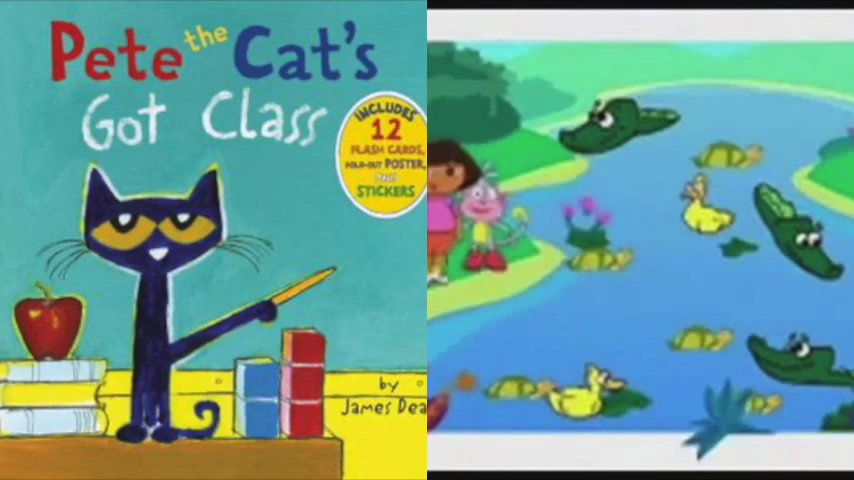 Pete the Cat's
Got Class
INCLUDES
12
FLASH CARDS,
FOLD-OUT POSTER,
AND
STICKERS
by
James Dea